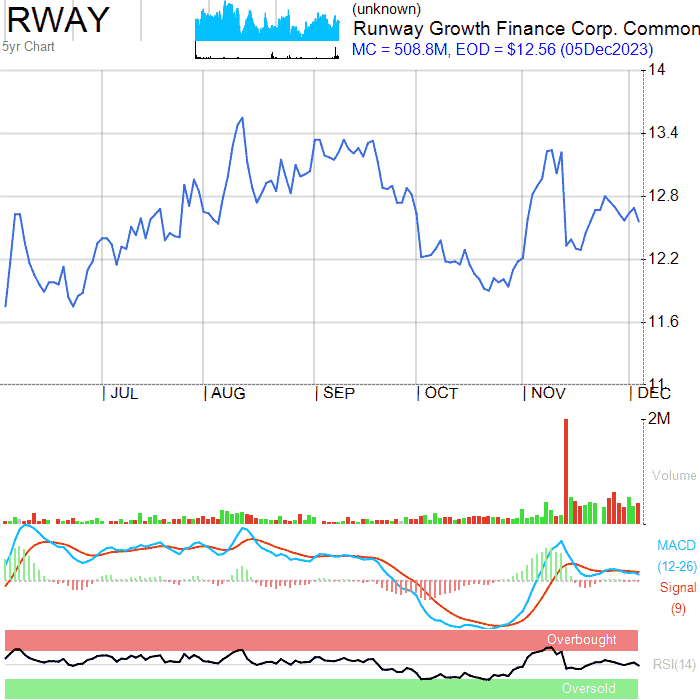 RWAY
5yr Chart
(unknown)
Runway Growth Finance Corp. Common
MC = 508.8M, EOD = $12.56 (05Dec2023)
14
13.4
12.8
12.2
11.6
11
JUL
AUG
SEP
OCT
NOV
DEC
2M
Volume
MACD
(12-26)
Signal
(9)
Overbought
RSI(14)
Oversold